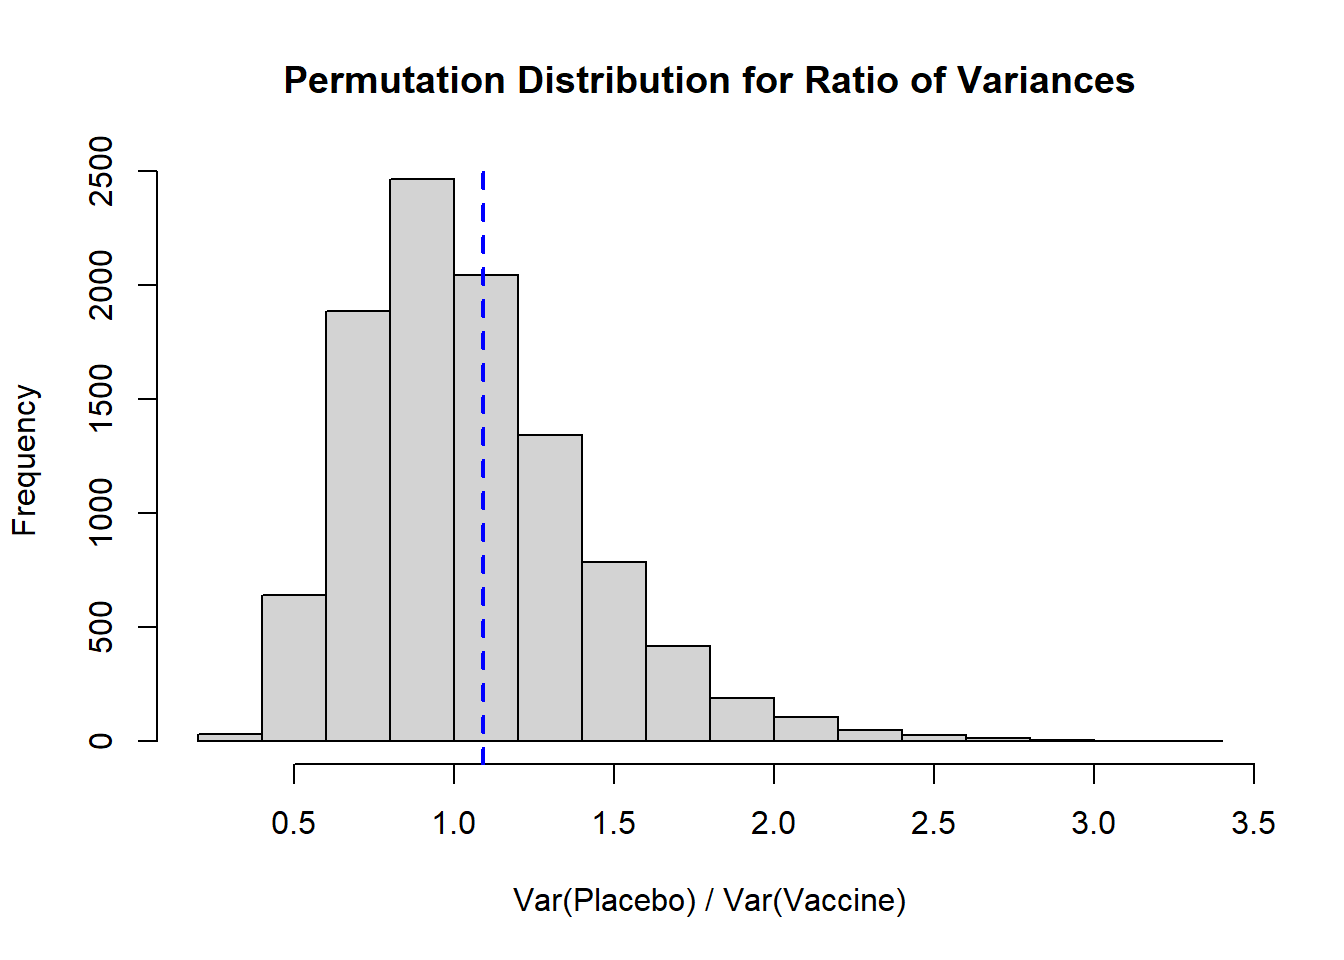 Permutation Distribution for Ratio of Variances
Frequency
2500
2000
1500
1000
500
0
0.5 1.0 1.5 2.0 2.5 3.0 3.5
Var(Placebo) / Var(Vaccine)